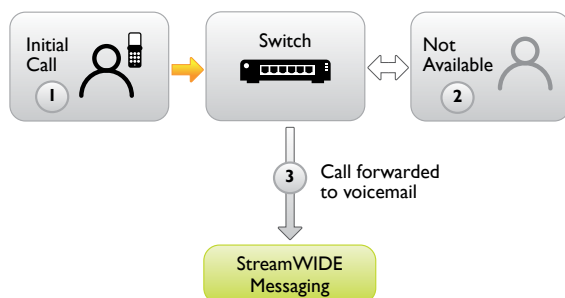 Initial
Call
1
Switch
Not
Available
2
3
Call forwarded
to voicemail
StreamWIDE
Messaging